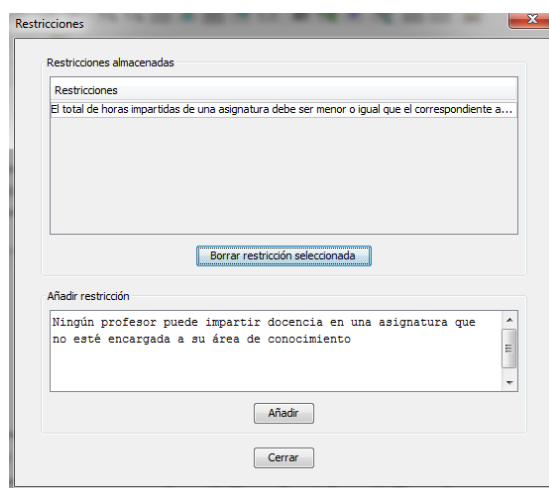 Restricciones
Restricciones almacenadas
Restricciones
El total de horas impartidas de una asignatura debe ser menor o igual que el correspondiente a...
Borrar restricción seleccionada
Añadir restricción
Ningún profesor puede impartir docencia en una asignatura que
no esté encargada a su área de conocimiento
Añadir
Cerrar